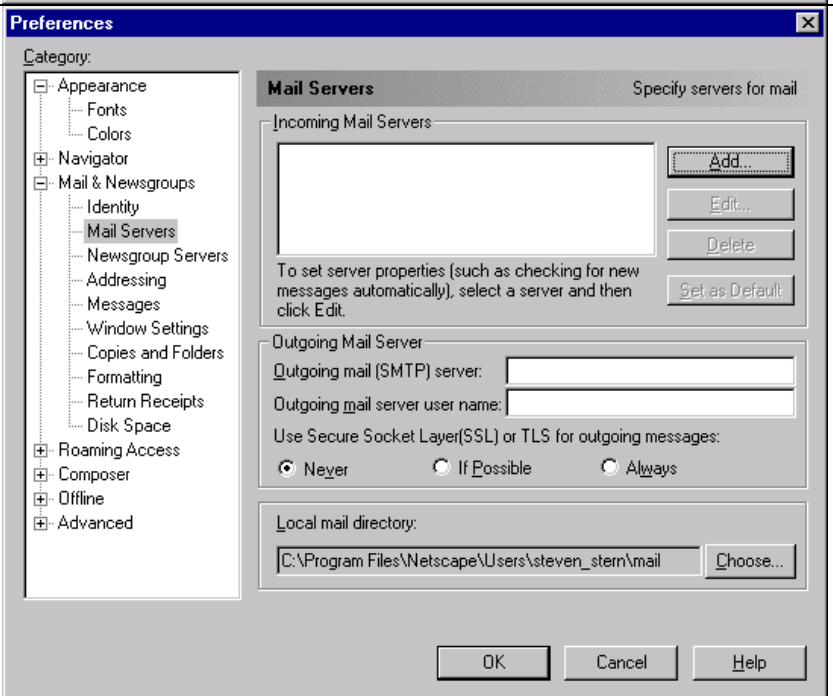 Preferences
Category:
Appearance
Fonts
Colors
Navigator
Mail & Newsgroups
Identity
Mail Servers
Newsgroup Servers
Addressing
Messages
Window Settings
Copies and Folders
Formatting
Return Receipts
Disk Space
Roaming Access
Composer
Offline
Advanced
Mail Servers Specify servers for mail
Incoming Mail Servers
Add...
Edit...
Delete
Set as Default
To set server properties (such as checking for new
messages automatically), select a server and then
click Edit.
Outgoing Mail Server
Outgoing mail (SMTP) server:
Outgoing mail server user name:
Use Secure Socket Layer(SSL) or TLS for outgoing messages:
Never If Possible Always
Local mail directory:
C:\Program Files\Netscape\Users\steven_stern\mail Choose...
OK Cancel Help